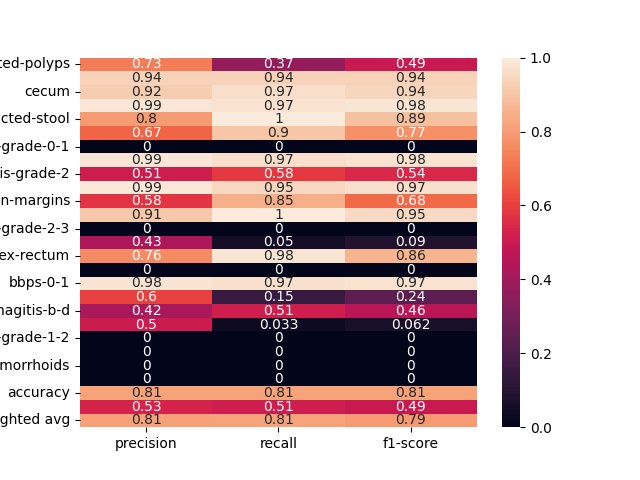 ted-polyps 0.73 0.37 0.49
0.94 0.94 0.94
cecum 0.92 0.97 0.94
0.99 0.97 0.98
cted-stool 0.8 1 0.89
0.67 0.9 0.77
-grade-0-1 0 0 0
0.99 0.97 0.98
is-grade-2 0.51 0.58 0.54
0.99 0.95 0.97
n-margins 0.58 0.85 0.68
0.91 1 0.95
-grade-2-3 0 0 0
0.43 0.05 0.09
ex-rectum 0.76 0.98 0.86
0 0 0
bbps-0-1 0.98 0.97 0.97
0.6 0.15 0.24
nagitis-b-d 0.42 0.51 0.46
0.5 0.033 0.062
-grade-1-2 0 0 0
0 0 0
morrhoids 0 0 0
0 0 0
accuracy 0.81 0.81 0.81
0.53 0.51 0.49
ghted avg 0.81 0.81 0.79
precision recall f1-score
1.0
0.8
0.6
0.4
0.2
0.0